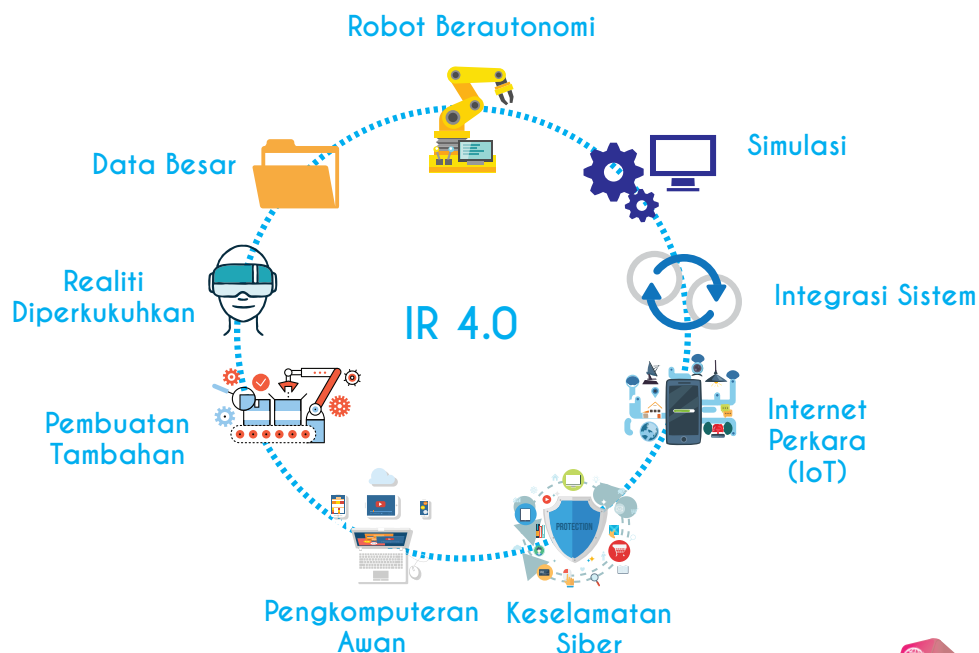 Robot Berautonomi
Data Besar
Simulasi
Realiti
Diperkukuhkan
IR 4.0
Integrasi Sistem
Pembuatan
Tambahan
Internet
Perkara
(IoT)
PROTECTION
Pengkomputeran
Awan
Keselamatan
Siber